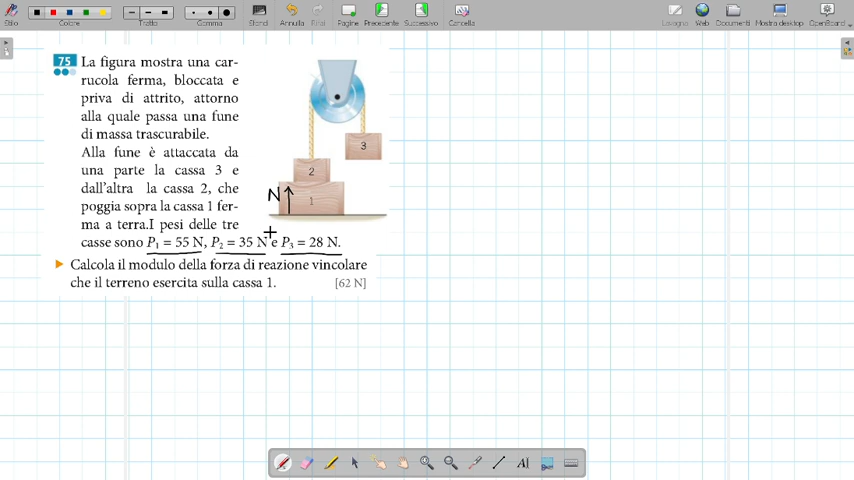 Stilo Colore Tratto Gomma Sfondi Annulla Rifai Pagine Precedente Successivo Cancella Lavagna Web Documenti Mostra desktop OpenBoard
75 La figura mostra una car-
rucola ferma, bloccata e
priva di attrito, attorno
alla quale passa una fune
di massa trascurabile.
Alla fune è attaccata da
una parte la cassa 3 e
dall'altra la cassa 2, che
poggia sopra la cassa 1 fer-
ma a terra.I pesi delle tre
casse sono P₁ = 55 N, P₂ = 35 N e P₃ = 28 N.
Calcola il modulo della forza di reazione vincolare
che il terreno esercita sulla cassa 1. [62 N]
3
2
N
1